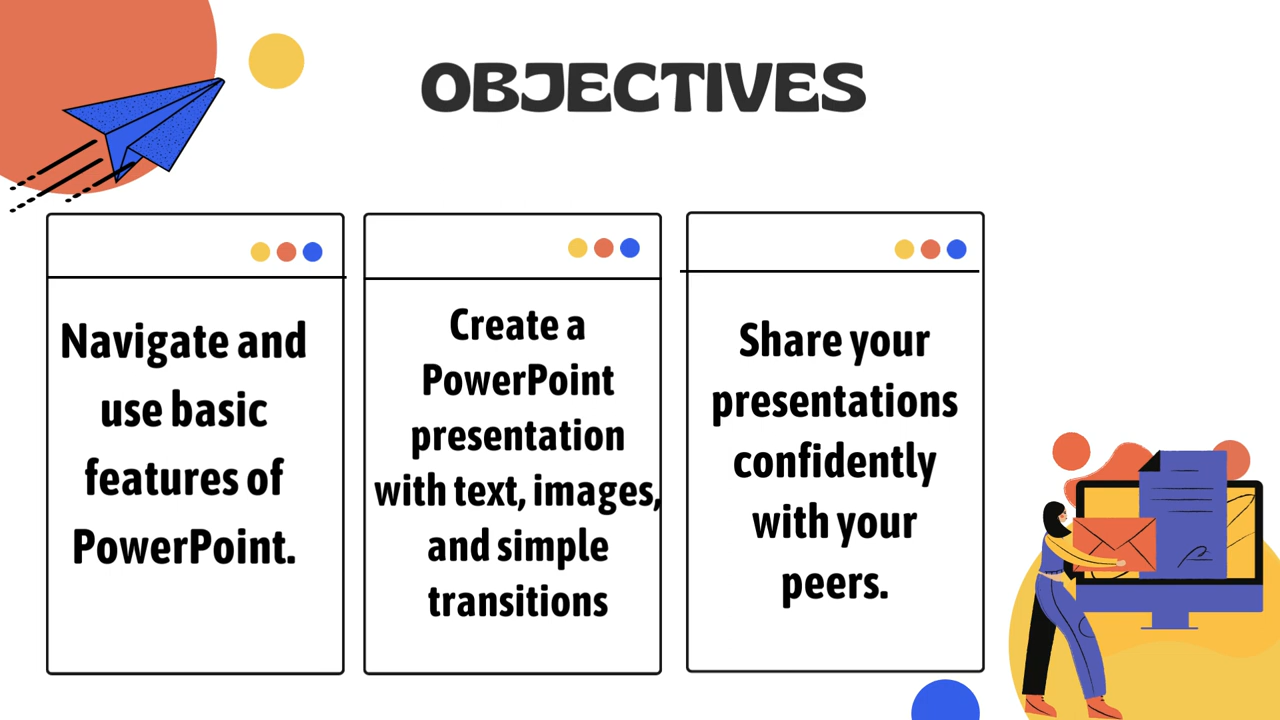 OBJECTIVES
Navigate and
use basic
features of
PowerPoint.
Create a
PowerPoint
presentation
with text, images,
and simple
transitions
Share your
presentations
confidently
with your
peers.